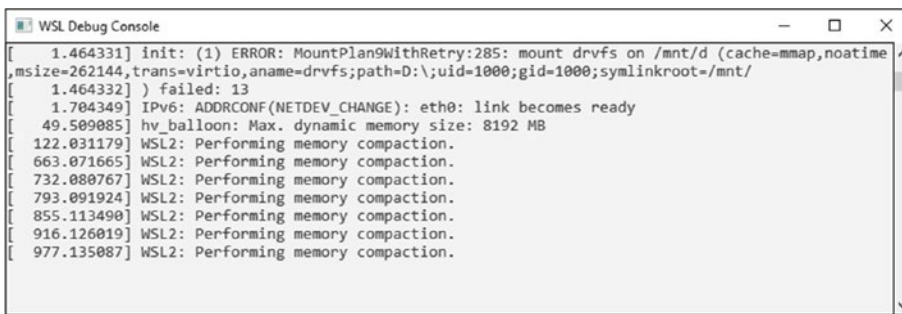 WSL Debug Console
[    1.464331] init: (1) ERROR: MountPlan9WithRetry:285: mount drvfs on /mnt/d (cache=mmap,noatime
,msize=262144,trans=virtio,aname=drvfs;path=D:\;uid=1000;gid=1000;symlinkroot=/mnt/
[    1.464332] ) failed: 13
[    1.704349] IPv6: ADDRCONF(NETDEV_CHANGE): eth0: link becomes ready
[   49.509085] hv_balloon: Max. dynamic memory size: 8192 MB
[  122.031179] WSL2: Performing memory compaction.
[  663.071665] WSL2: Performing memory compaction.
[  732.080767] WSL2: Performing memory compaction.
[  793.091924] WSL2: Performing memory compaction.
[  855.113490] WSL2: Performing memory compaction.
[  916.126019] WSL2: Performing memory compaction.
[  977.135087] WSL2: Performing memory compaction.